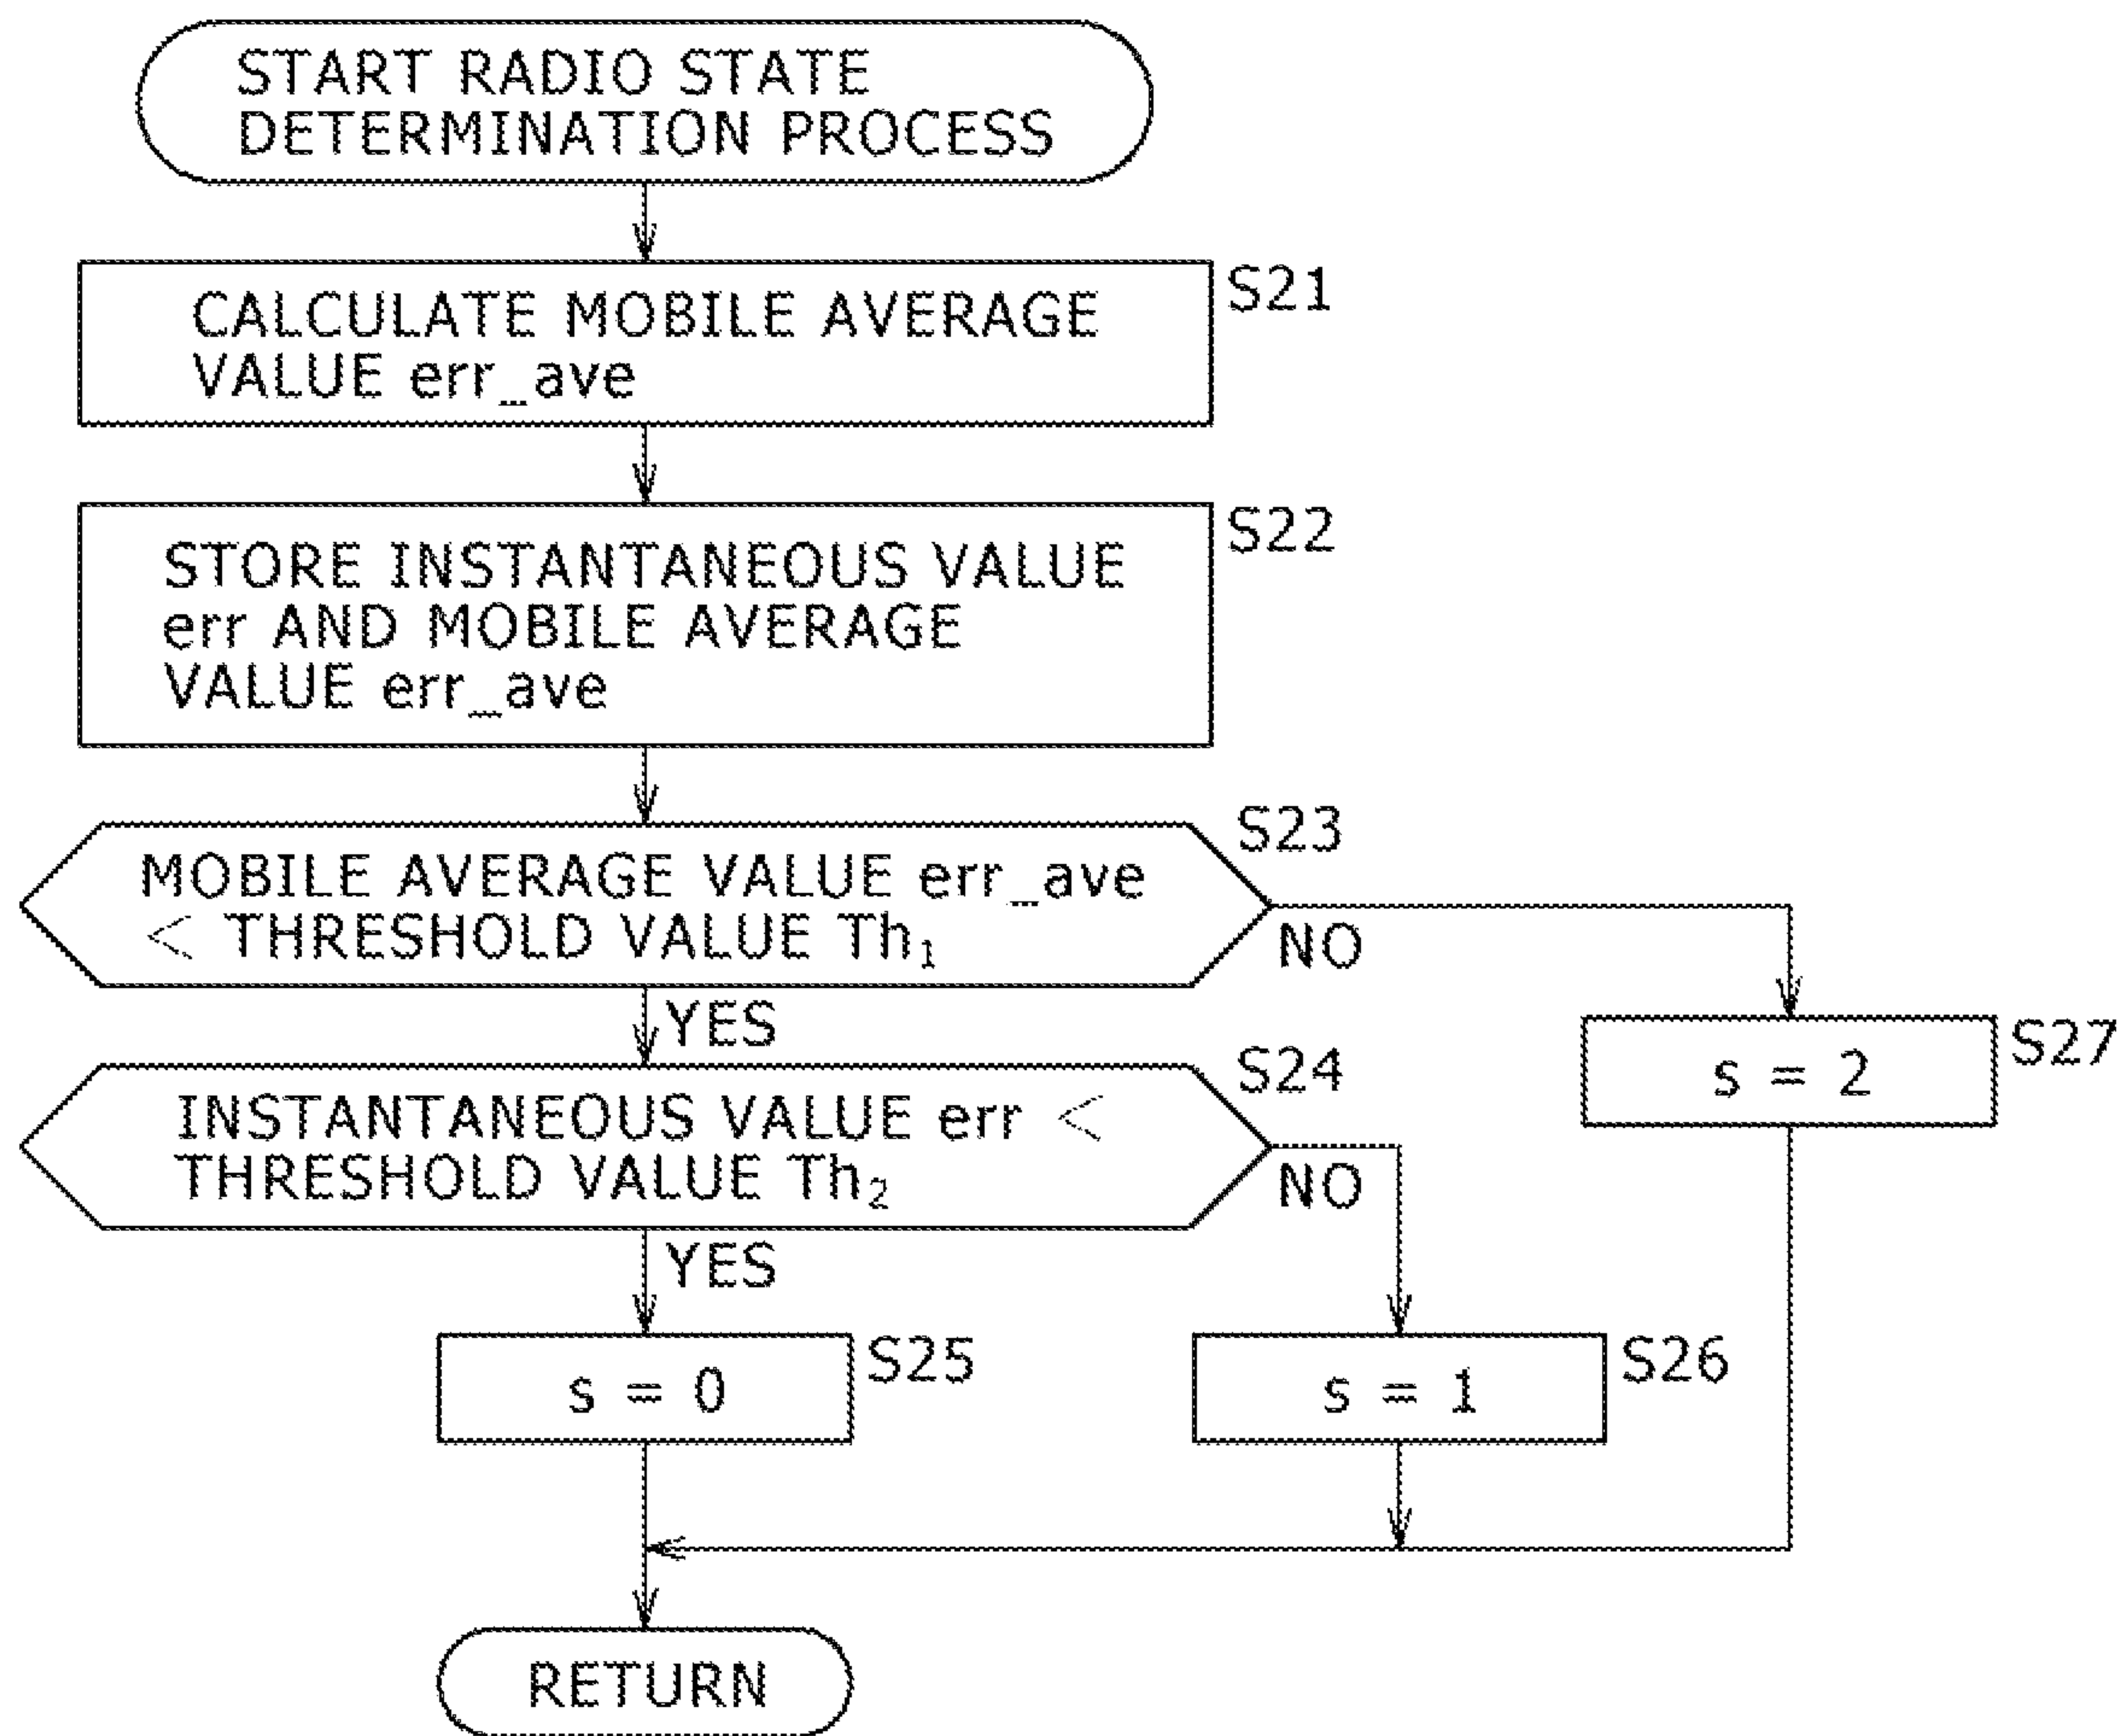 START RADIO STATE
DETERMINATION PROCESS
CALCULATE MOBILE AVERAGE
VALUE err_ave
S21
STORE INSTANTANEOUS VALUE
err AND MOBILE AVERAGE
VALUE err_ave
S22
MOBILE AVERAGE VALUE err_ave
< THRESHOLD VALUE Th₁
S23
NO
YES
s = 2
S27
INSTANTANEOUS VALUE err <
THRESHOLD VALUE Th₂
S24
NO
YES
s = 0
S25
s = 1
S26
RETURN